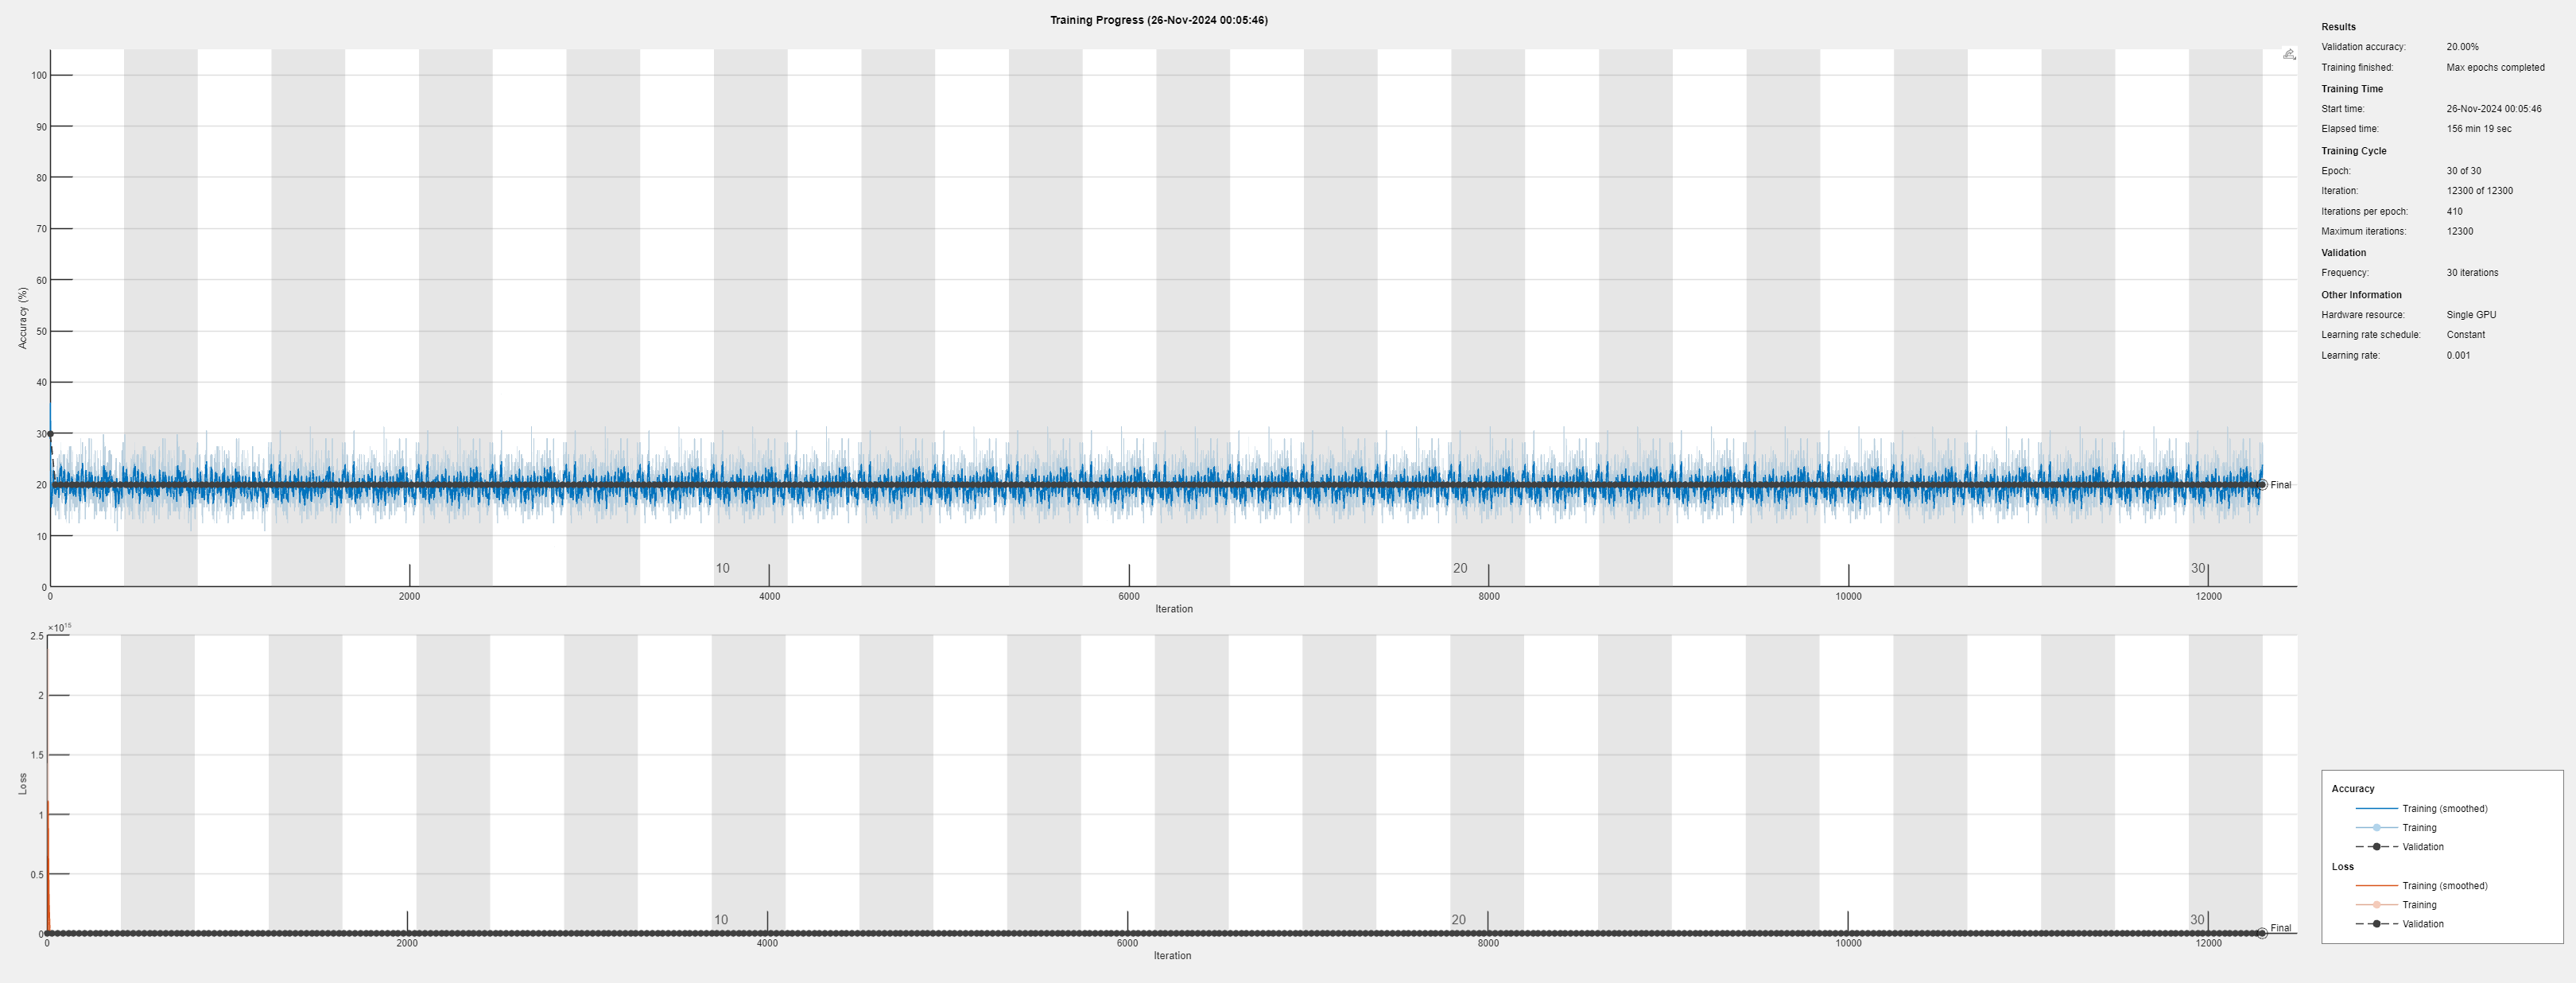 Training Progress (26-Nov-2024 00:05:46)
100
90
80
70
60
50
40
30
20
10
0
Accuracy (%)
10
20
30
Final
0
2000
4000
6000
8000
10000
12000
Iteration
×10¹⁵
2.5
2
1.5
1
0.5
0
Loss
10
20
30
Final
0
2000
4000
6000
8000
10000
12000
Iteration
Results
Validation accuracy: 20.00%
Training finished: Max epochs completed
Training Time
Start time: 26-Nov-2024 00:05:46
Elapsed time: 156 min 19 sec
Training Cycle
Epoch: 30 of 30
Iteration: 12300 of 12300
Iterations per epoch: 410
Maximum iterations: 12300
Validation
Frequency: 30 iterations
Other Information
Hardware resource: Single GPU
Learning rate schedule: Constant
Learning rate: 0.001
Accuracy
Training (smoothed)
Training
Validation
Loss
Training (smoothed)
Training
Validation